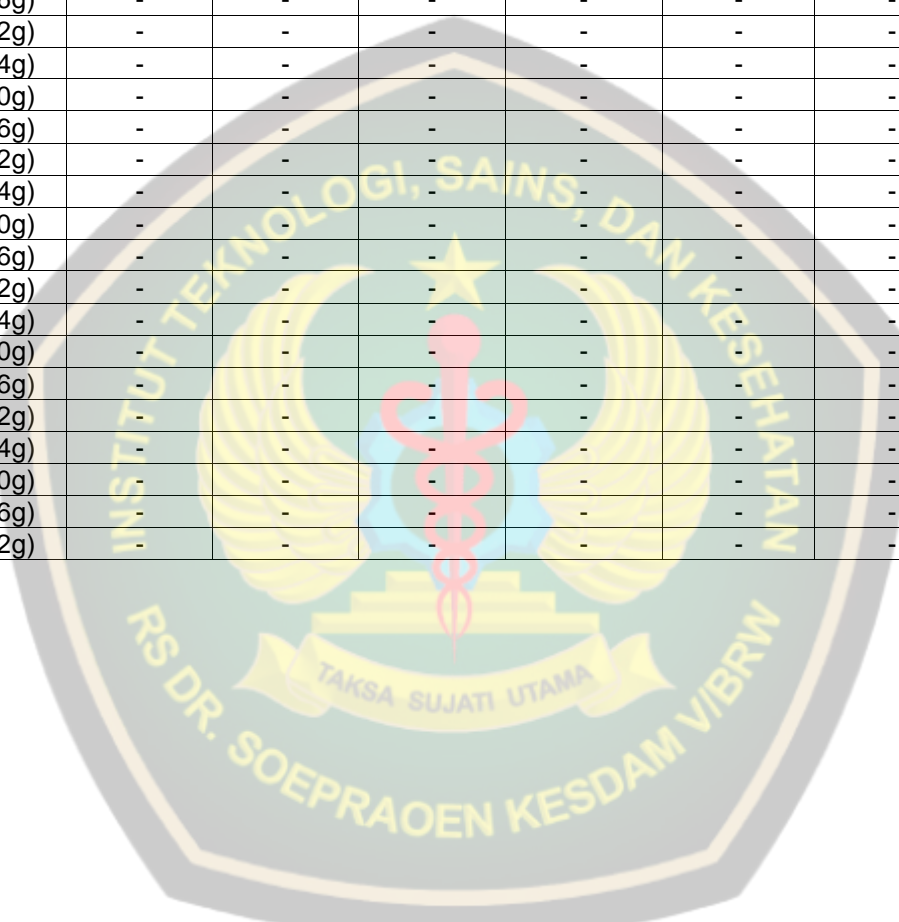 6g) - - - - - -
2g) - - - - - -
4g) - - - - - -
0g) - - - - - -
6g) - - - - - -
2g) - - - - - -
4g) - - - - - -
0g) - - - - - -
6g) - - - - - -
2g) - - - - - -
4g) - - - - - -
0g) - - - - - -
6g) - - - - - -
2g) - - - - - -
4g) - - - - - -
0g) - - - - - -
6g) - - - - - -
2g) - - - - - -
INSTITUT TEKNOLOGI, SAINS, DAN KESEHATAN
TAKSA SUJATI UTAMA
RS DR. SOEPRAOEN KESDAM V/BRW